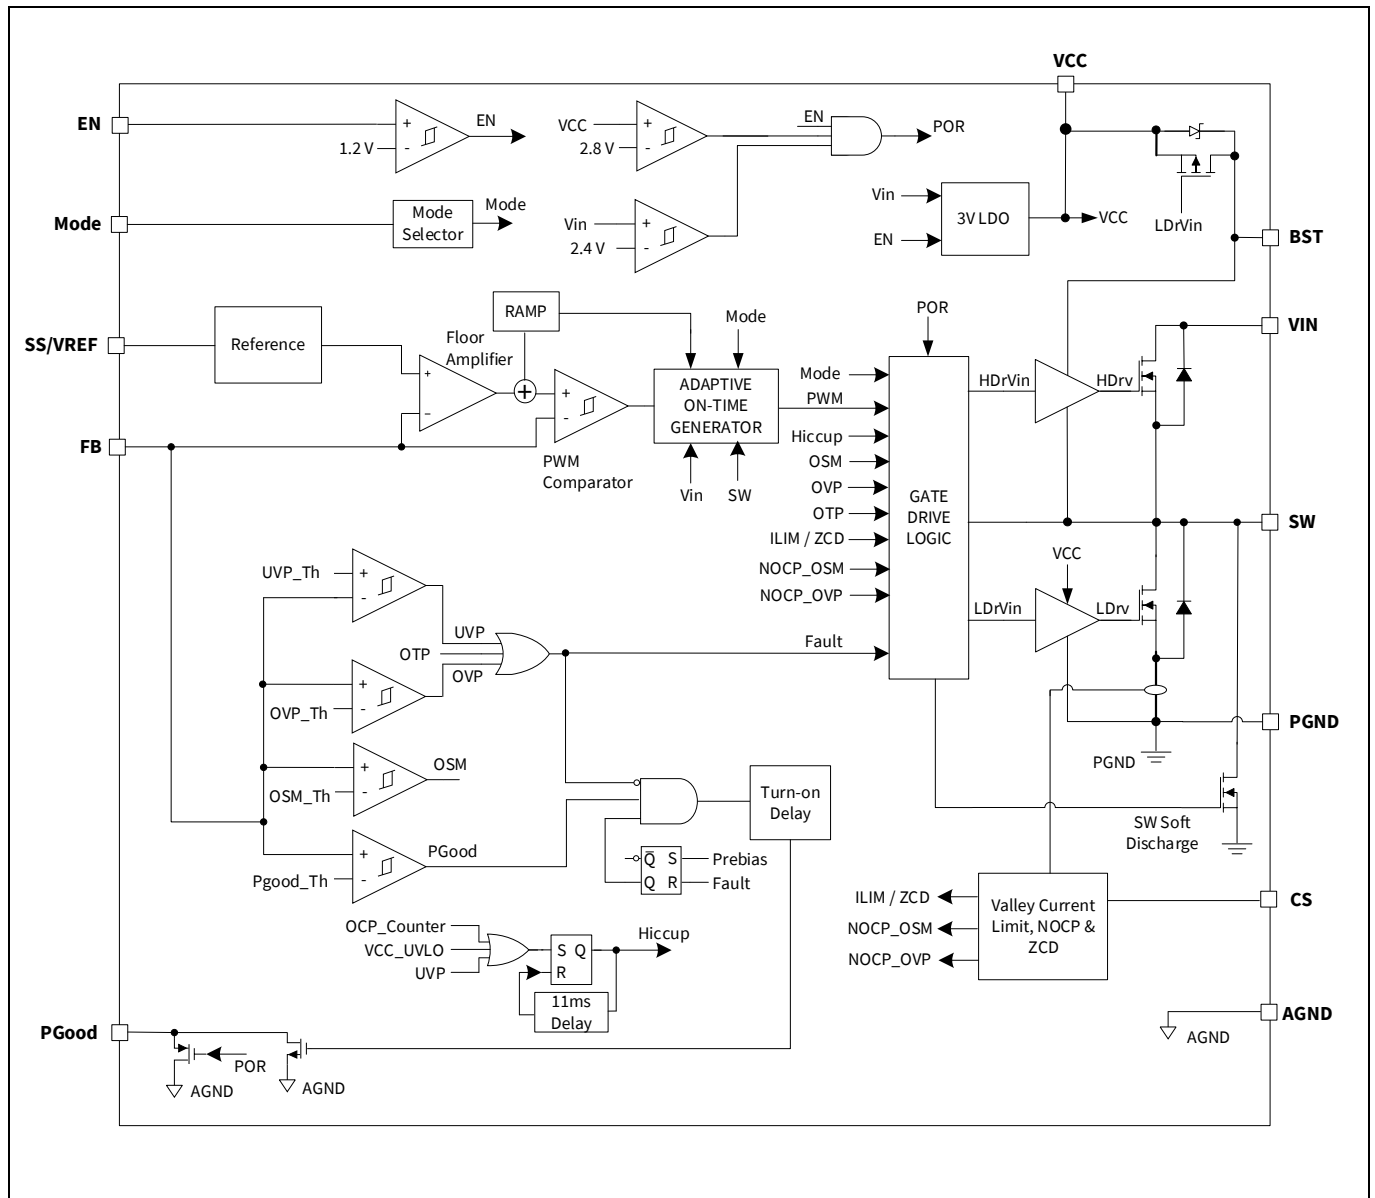 VCC
EN
+
-
1.2 V
EN
VCC
2.8 V
+
-
EN
POR
Mode
Mode
Selector
Mode
Vin
2.4 V
+
-
Vin
EN
3V LDO
VCC
LDrVin
BST
SS/VREF
Reference
Floor
Amplifier
+
-
RAMP
+
+
-
PWM
Comparator
Mode
ADAPTIVE
ON-TIME
GENERATOR
Vin
SW
FB
POR
Mode
PWM
Hiccup
OSM
OVP
OTP
ILIM / ZCD
NOCP_OSM
NOCP_OVP
Fault
GATE
DRIVE
LOGIC
HDrVin
HDrv
VIN
SW
VCC
LDrVin
LDrv
PGND
PGND
UVP_Th
+
-
UVP
OTP
OVP
OVP_Th
+
-
OSM_Th
+
-
OSM
Pgood_Th
+
-
PGood
Turn-on
Delay
Q̅ S
Q R
Prebias
Fault
SW Soft
Discharge
ILIM / ZCD
NOCP_OSM
NOCP_OVP
Valley Current
Limit, NOCP &
ZCD
CS
OCP_Counter
VCC_UVLO
UVP
S Q
R
11ms
Delay
Hiccup
AGND
AGND
PGood
POR
AGND
AGND